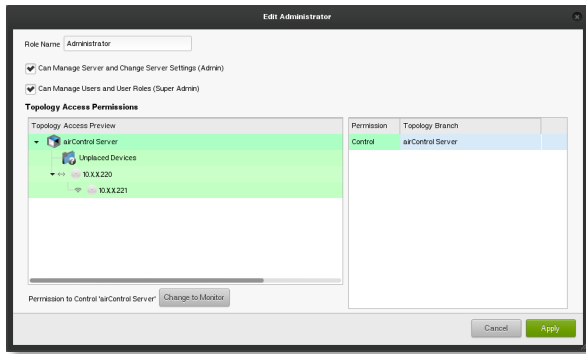 Edit Administrator
Role Name Administrator
Can Manage Server and Change Server Settings (Admin)
Can Manage Users and User Roles (Super Admin)
Topology Access Permissions
Topology Access Preview
airControl Server
Unplaced Devices
10.X.X.220
10.X.X.221
Permission Topology Branch
Control airControl Server
Permission to Control 'airControl Server' Change to Monitor
Cancel Apply